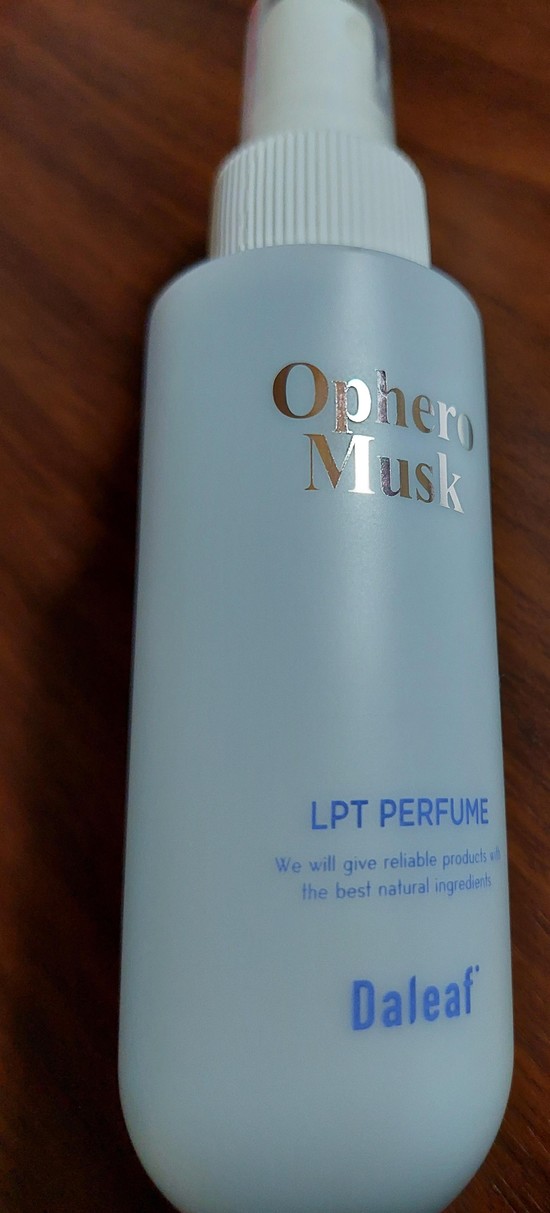 Ophero
Musk
LPT PERFUME
We will give reliable products with
the best natural ingredients
Daleaf